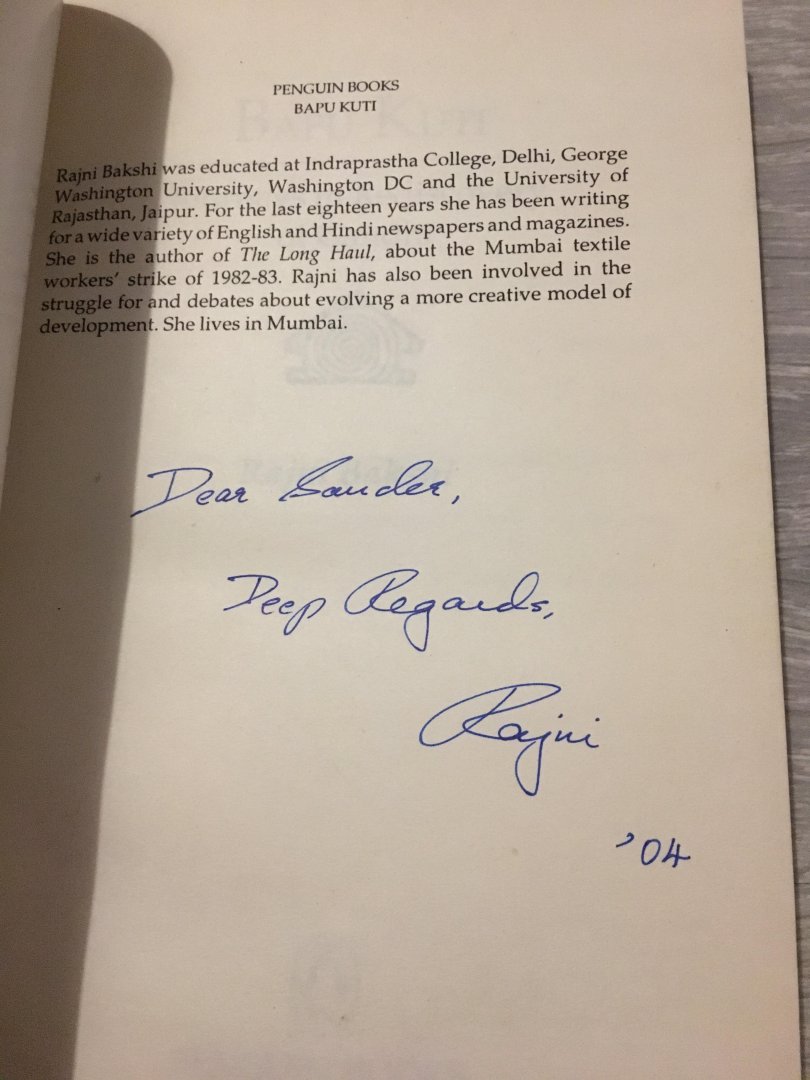 PENGUIN BOOKS
BAPU KUTI
Rajni Bakshi was educated at Indraprastha College, Delhi, George
Washington University, Washington DC and the University of
Rajasthan, Jaipur. For the last eighteen years she has been writing
for a wide variety of English and Hindi newspapers and magazines.
She is the author of The Long Haul, about the Mumbai textile
workers' strike of 1982-83. Rajni has also been involved in the
struggle for and debates about evolving a more creative model of
development. She lives in Mumbai.
Dear Sander,
Deep Regards,
Rajni
'04